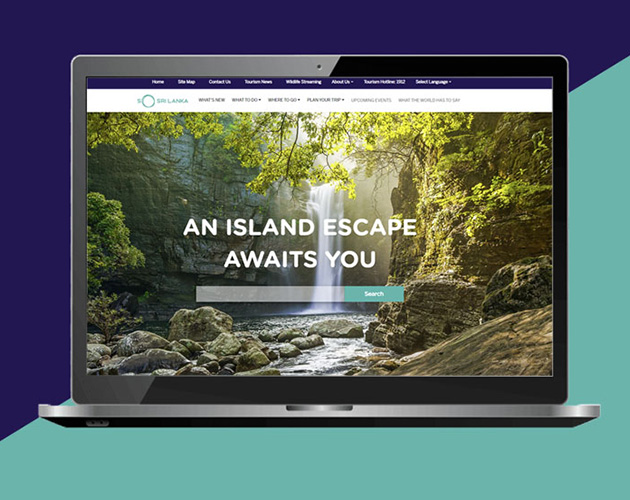 Home Site Map Contact Us Tourism News Wildlife Streaming About Us Tourism Hotline: 1912 Select Language
SO SRI LANKA WHAT'S NEW WHAT TO DO WHERE TO GO PLAN YOUR TRIP UPCOMING EVENTS WHAT THE WORLD HAS TO SAY
AN ISLAND ESCAPE
AWAITS YOU
Search